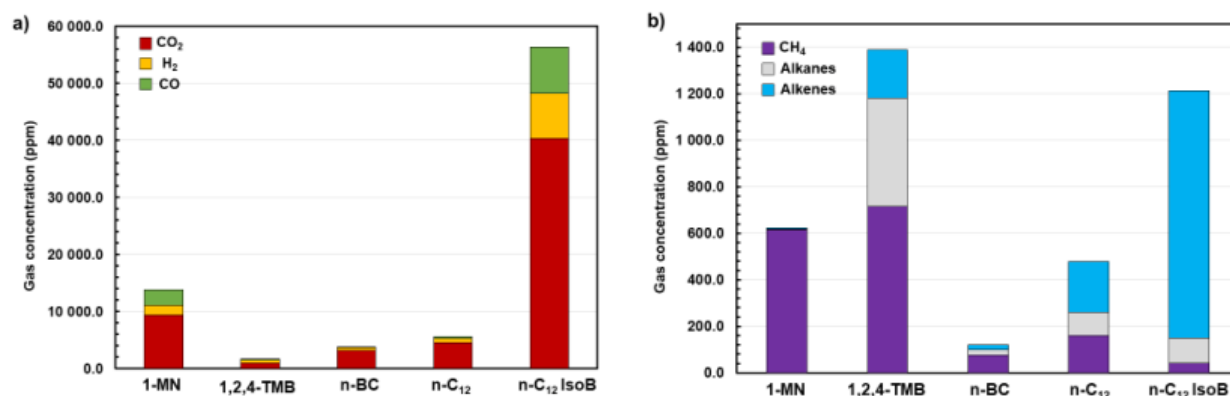 a)
Gas concentration (ppm)
60 000.0
50 000.0
40 000.0
30 000.0
20 000.0
10 000.0
0.0
CO₂
H₂
CO
1-MN
1,2,4-TMB
n-BC
n-C₁₂
n-C₁₂ IsoB
b)
Gas concentration (ppm)
1 400.0
1 200.0
1 000.0
800.0
600.0
400.0
200.0
0.0
CH₄
Alkanes
Alkenes
1-MN
1,2,4-TMB
n-BC
n-C₁₂
n-C₁₂ IsoB